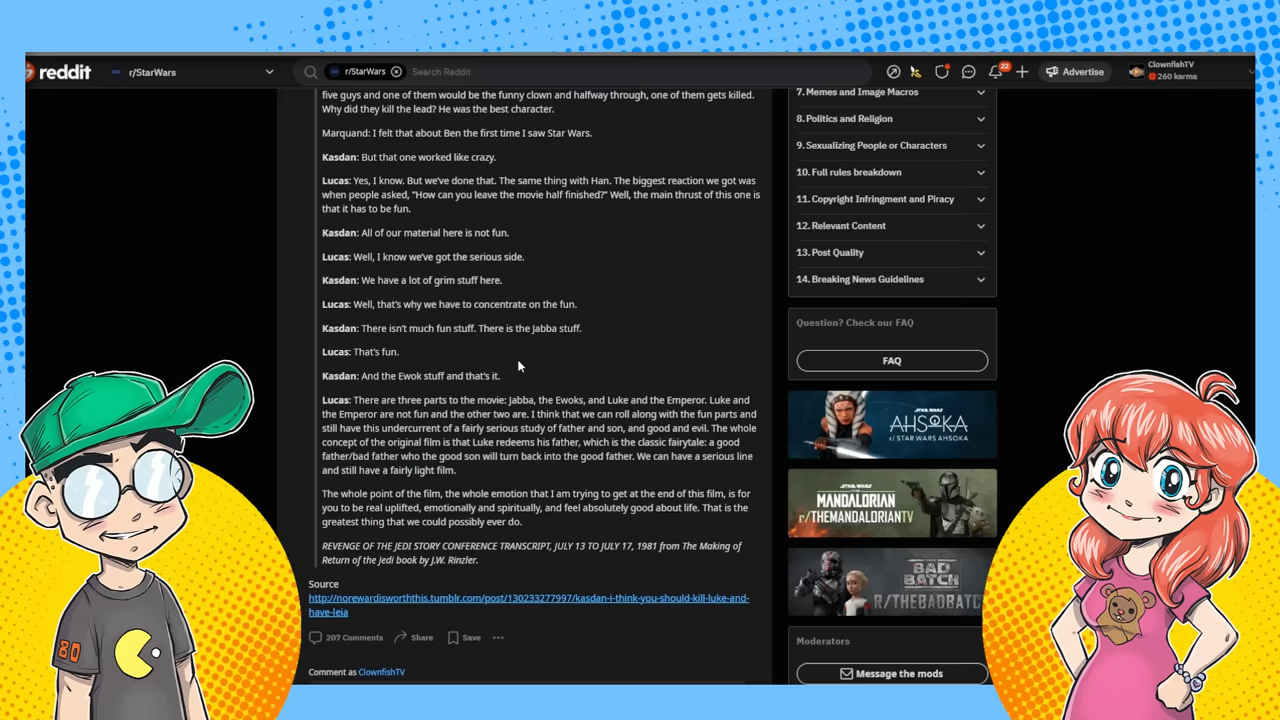 reddit
r/StarWars
r/StarWars
Search Reddit
22
Advertise
ClownfishTV
260 karma
five guys and one of them would be the funny clown and halfway through, one of them gets killed.
Why did they kill the lead? He was the best character.
Marquand: I felt that about Ben the first time I saw Star Wars.
Kasdan: But that one worked like crazy.
Lucas: Yes, I know. But we've done that. The same thing with Han. The biggest reaction we got was
when people asked, "How can you leave the movie half finished?" Well, the main thrust of this one is
that it has to be fun.
Kasdan: All of our material here is not fun.
Lucas: Well, I know we've got the serious side.
Kasdan: We have a lot of grim stuff here.
Lucas: Well, that's why we have to concentrate on the fun.
Kasdan: There isn't much fun stuff. There is the Jabba stuff.
Lucas: That's fun.
Kasdan: And the Ewok stuff and that's it.
Lucas: There are three parts to the movie: Jabba, the Ewoks, and Luke and the Emperor. Luke and
the Emperor are not fun and the other two are. I think that we can roll along with the fun parts and
still have this undercurrent of a fairly serious study of father and son, and good and evil. The whole
concept of the original film is that Luke redeems his father, which is the classic fairytale: a good
father/bad father who the good son will turn back into the good father. We can have a serious line
and still have a fairly light film.
The whole point of the film, the whole emotion that I am trying to get at the end of this film, is for
you to be real uplifted, emotionally and spiritually, and feel absolutely good about life. That is the
greatest thing that we could possibly ever do.
REVENGE OF THE JEDI STORY CONFERENCE TRANSCRIPT, JULY 13 TO JULY 17, 1981 from The Making of
Return of the Jedi book by J.W. Rinzler.
Source
http://norewardisworththis.tumblr.com/post/130233277997/kasdan-i-think-you-should-kill-luke-and-
have-leia
207 Comments
Share
Save
Comment as ClownfishTV
7. Memes and Image Macros
8. Politics and Religion
9. Sexualizing People or Characters
10. Full rules breakdown
11. Copyright Infringement and Piracy
12. Relevant Content
13. Post Quality
14. Breaking News Guidelines
Question? Check our FAQ
FAQ
STAR WARS
AHSOKA
r/ STAR WARS AHSOKA
STAR WARS
THE
MANDALORIAN
r/THEMANDALORIANTV
STAR WARS
THE
BAD
BATCH
R/THEBADBATC
Moderators
Message the mods
80